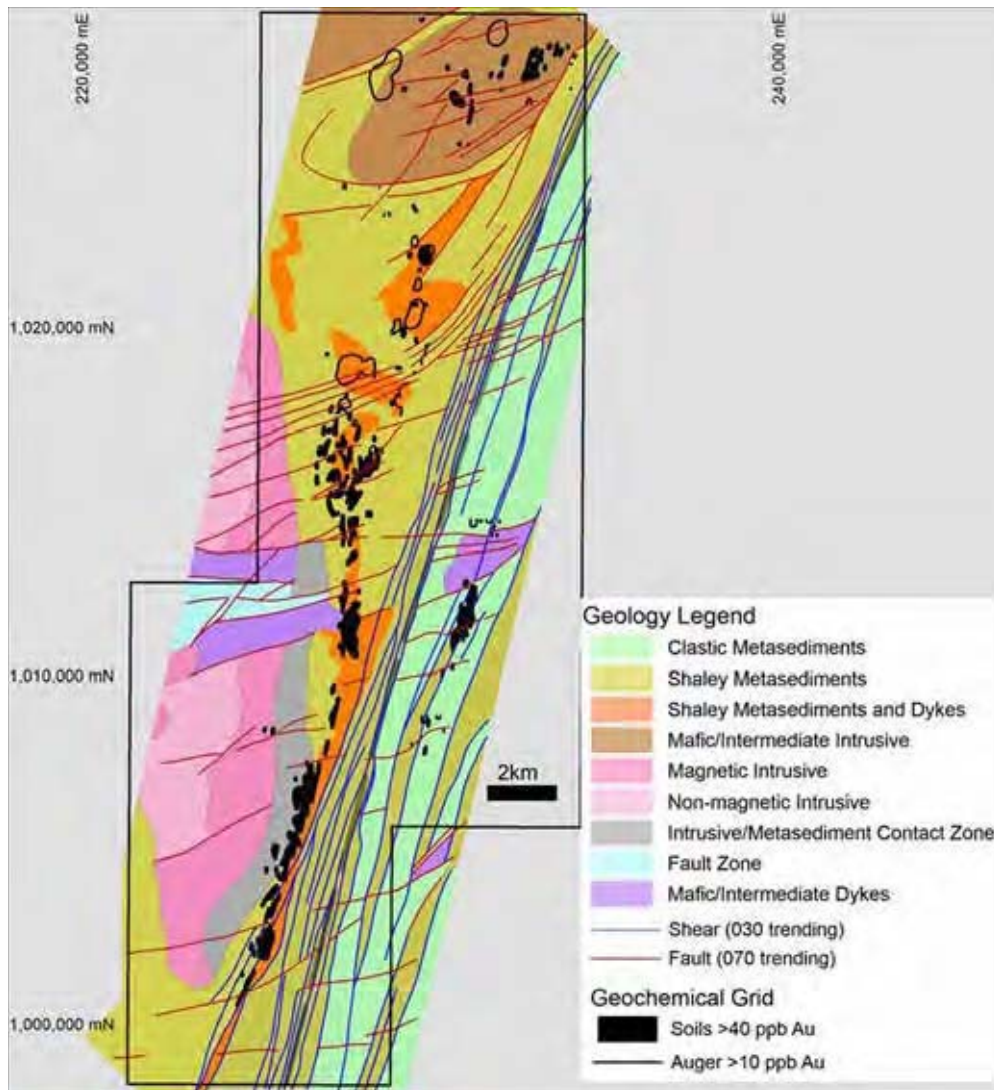 220,000 mE
240,000 mE
1,020,000 mN
1,010,000 mN
1,000,000 mN
2km
Geology Legend
Clastic Metasediments
Shaley Metasediments
Shaley Metasediments and Dykes
Mafic/Intermediate Intrusive
Magnetic Intrusive
Non-magnetic Intrusive
Intrusive/Metasediment Contact Zone
Fault Zone
Mafic/Intermediate Dykes
Shear (030 trending)
Fault (070 trending)
Geochemical Grid
Soils >40 ppb Au
Auger >10 ppb Au